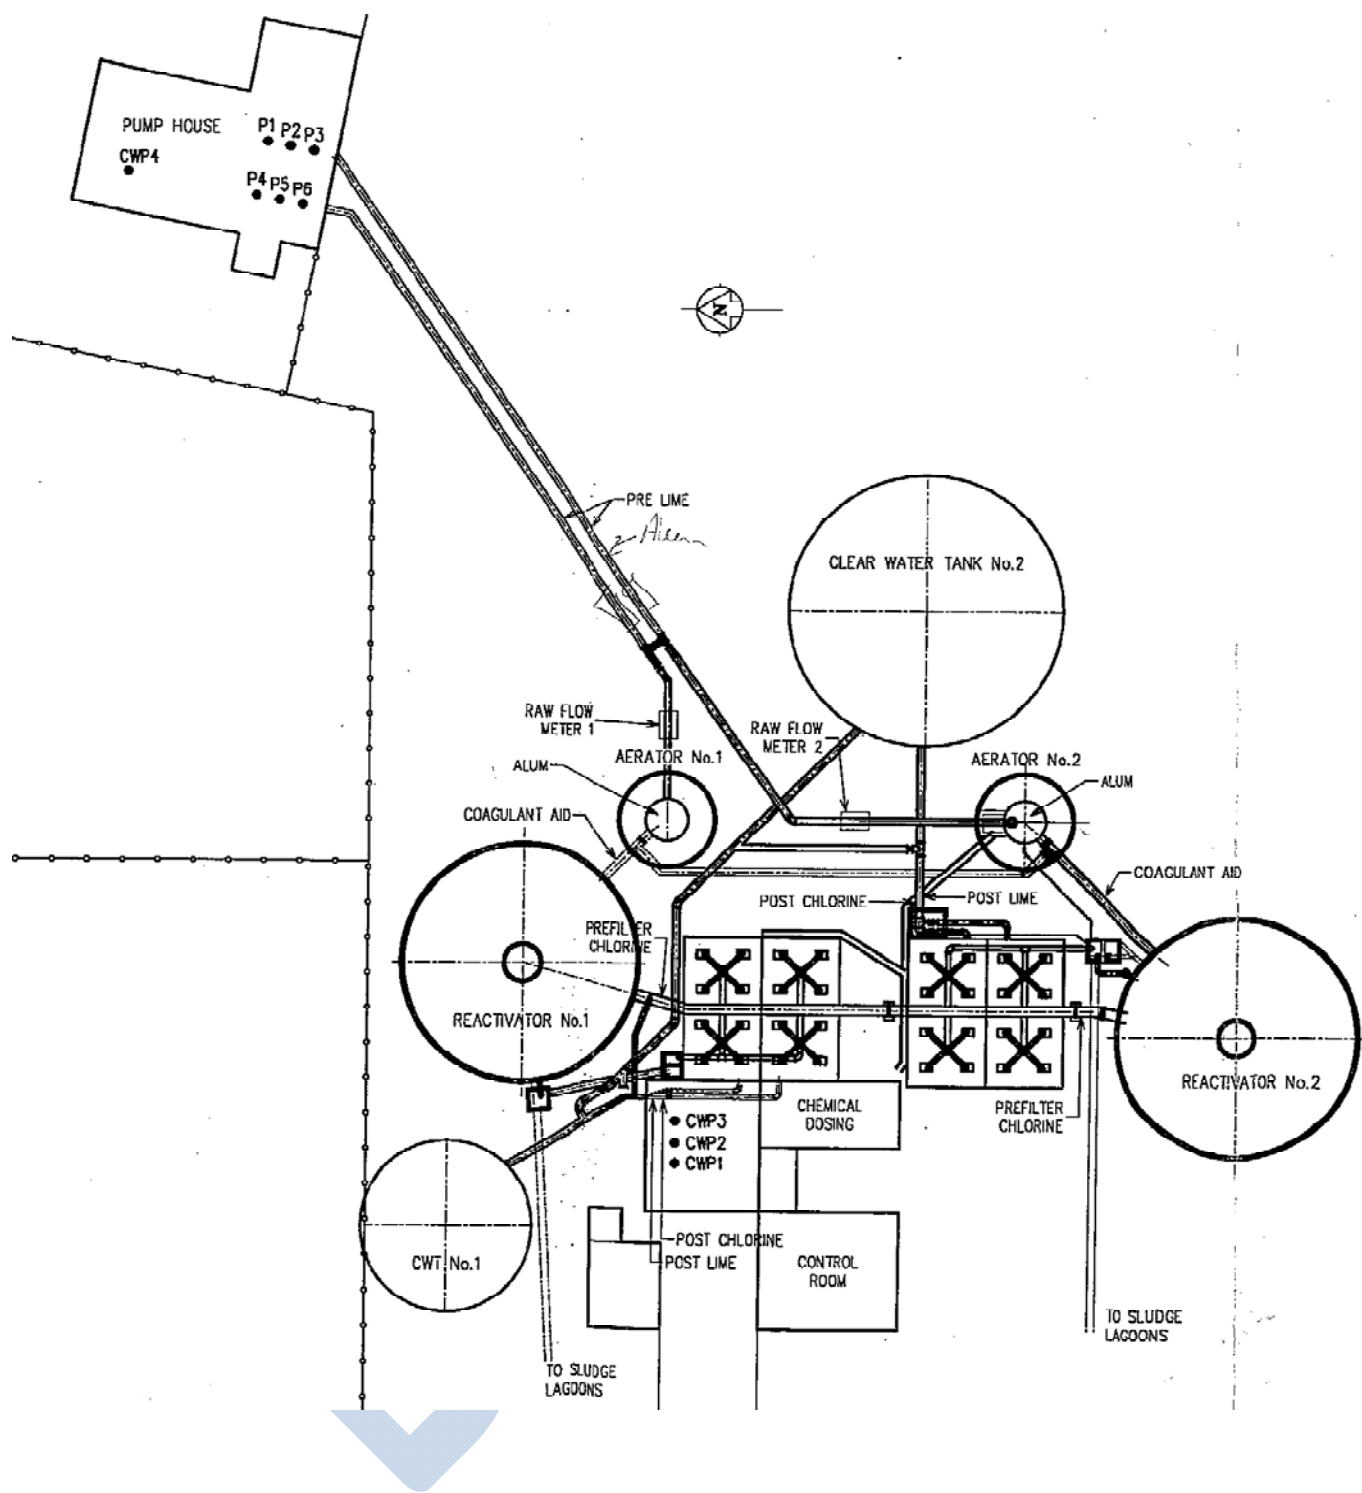 PUMP HOUSE
P1 P2 P3
CWP4
P4 P5 P6
N
PRE LIME
CLEAR WATER TANK No.2
RAW FLOW
METER 1
RAW FLOW
METER 2
AERATOR No.1
AERATOR No.2
ALUM
ALUM
COAGULANT AID
COAGULANT AID
POST CHLORINE
POST LIME
PREFILTER
CHLORINE
REACTIVATOR No.1
REACTIVATOR No.2
CHEMICAL
DOSING
PREFILTER
CHLORINE
CWP3
CWP2
CWP1
POST CHLORINE
POST LIME
CWT No.1
CONTROL
ROOM
TO SLUDGE
LAGOONS
TO SLUDGE
LAGOONS